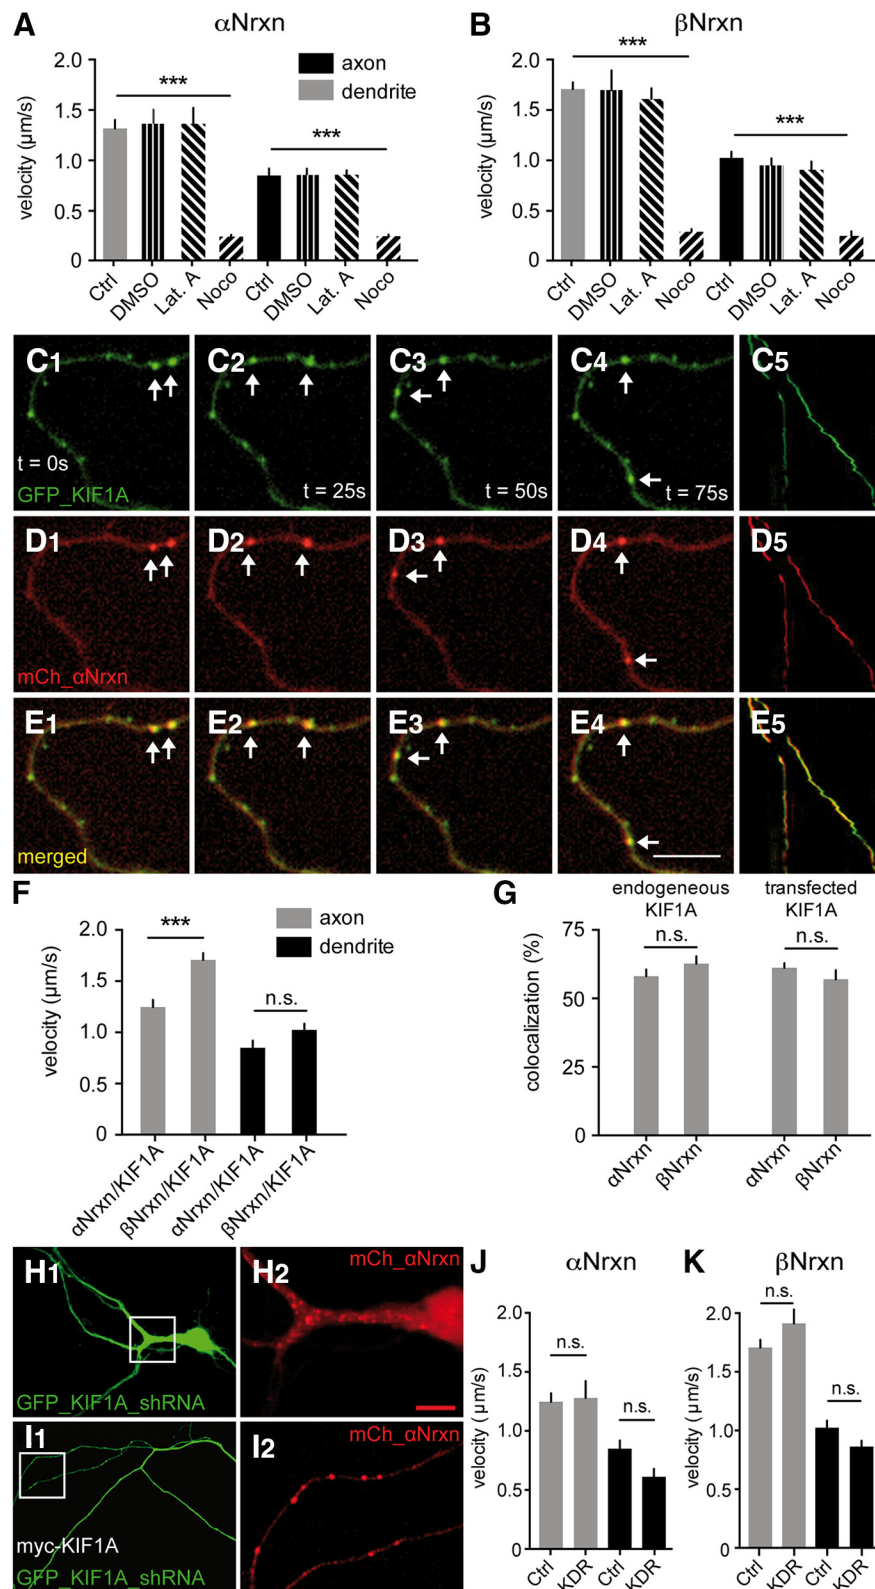 A αNrxn
axon
dendrite
***
***
velocity (µm/s)
2.0
1.5
1.0
0.5
0
Ctrl DMSO Lat. A Noco Ctrl DMSO Lat. A Noco
B βNrxn
***
***
velocity (µm/s)
2.0
1.5
1.0
0.5
0
Ctrl DMSO Lat. A Noco Ctrl DMSO Lat. A Noco
C1 C2 C3 C4 C5
t = 0s t = 25s t = 50s t = 75s
GFP_KIF1A
D1 D2 D3 D4 D5
mCh_αNrxn
E1 E2 E3 E4 E5
merged
F
axon
dendrite
***
n.s.
velocity (µm/s)
2.0
1.5
1.0
0.5
0
αNrxn/KIF1A βNrxn/KIF1A αNrxn/KIF1A βNrxn/KIF1A
G
endogeneous KIF1A
transfected KIF1A
n.s. n.s.
colocalization (%)
75
50
25
0
αNrxn βNrxn αNrxn βNrxn
H1
GFP_KIF1A_shRNA
H2
mCh_αNrxn
I1
myc-KIF1A
GFP_KIF1A_shRNA
I2
mCh_αNrxn
J αNrxn
n.s.
n.s.
velocity (µm/s)
2.0
1.5
1.0
0.5
0
Ctrl KDR Ctrl KDR
K βNrxn
n.s.
n.s.
velocity ( µm/s)
2.0
1.5
1.0
0.5
0
Ctrl KDR Ctrl KDR